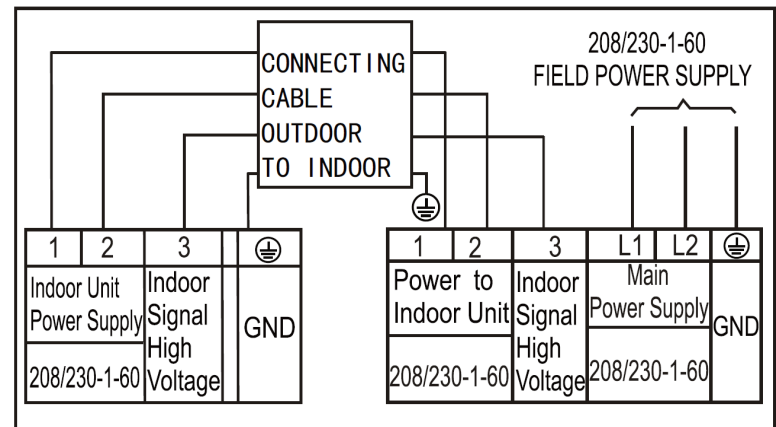 CONNECTING
CABLE
OUTDOOR
TO INDOOR
208/230-1-60
FIELD POWER SUPPLY
1
2
3
Indoor Unit
Power Supply
208/230-1-60
Indoor
Signal
High
Voltage
GND
1
2
3
L1
L2
Power to
Indoor Unit
208/230-1-60
Indoor
Signal
High
Voltage
Main
Power Supply
208/230-1-60
GND